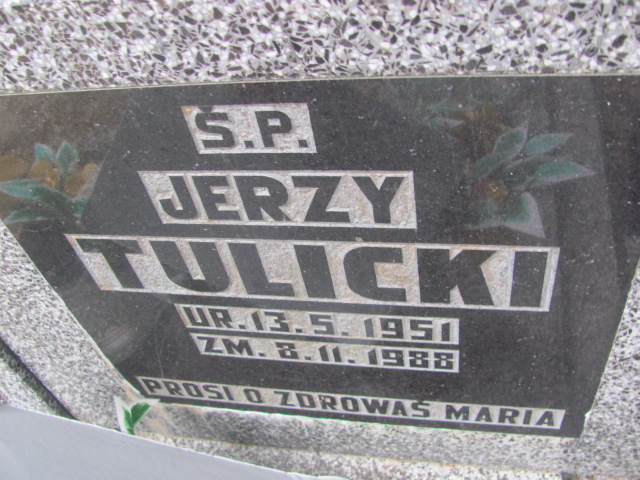 Ś.P.
JERZY
TULICKI
UR. 13.5.1951
ZM. 8.11.1988
PROSI O ZDROWAŚ MARIA